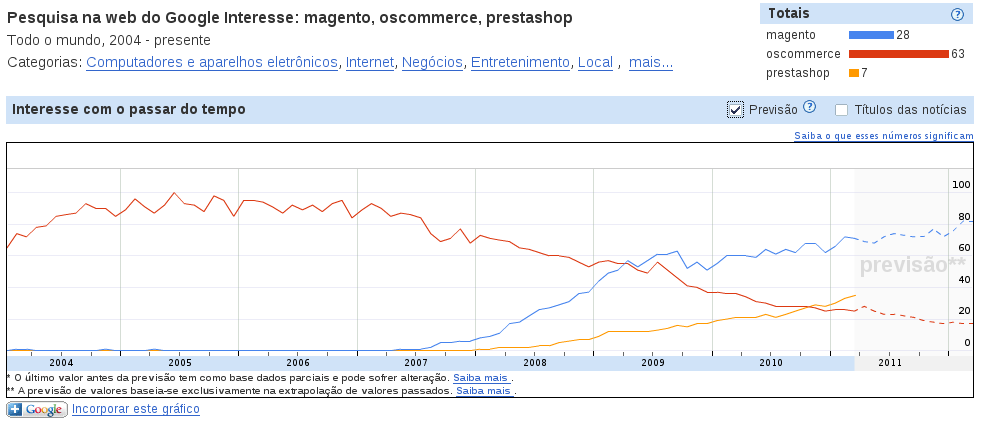 Pesquisa na web do Google Interesse: magento, oscommerce, prestashop
Todo o mundo, 2004 - presente
Categorias: Computadores e aparelhos eletrônicos, Internet, Negócios, Entretenimento, Local , mais...
Totais ?
magento 28
oscommerce 63
prestashop 7
Interesse com o passar do tempo
Previsão ? Títulos das notícias
Saiba o que esses números significam
100
80
60
previsão**
40
20
0
2004 2005 2006 2007 2008 2009 2010 2011
* O último valor antes da previsão tem como base dados parciais e pode sofrer alteração. Saiba mais .
** A previsão de valores baseia-se exclusivamente na extrapolação de valores passados. Saiba mais .
+ Google Incorporar este gráfico